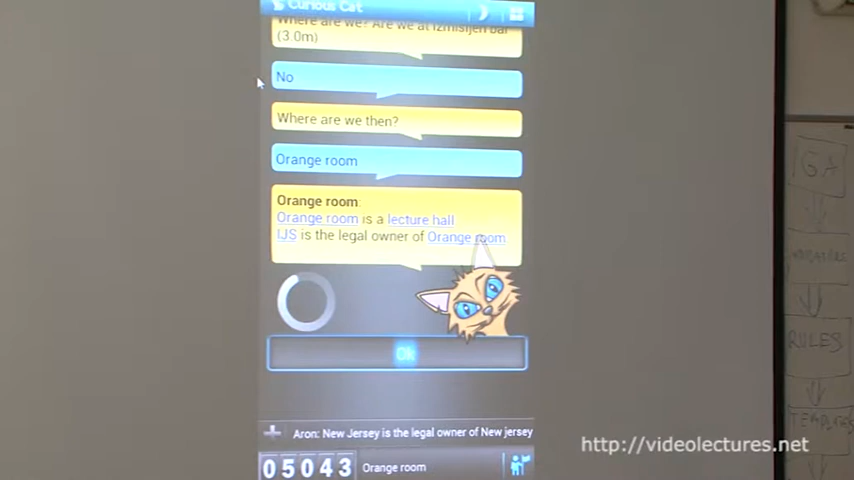 Curious Cat
Where are we? Are we at Izmisljen bar
(3.0m)
No
Where are we then?
Orange room
Orange room:
Orange room is a lecture hall
IJS is the legal owner of Orange room
Ok
Aron: New Jersey is the legal owner of New jersey
05043 Orange room
http://videolectures.net
RULES